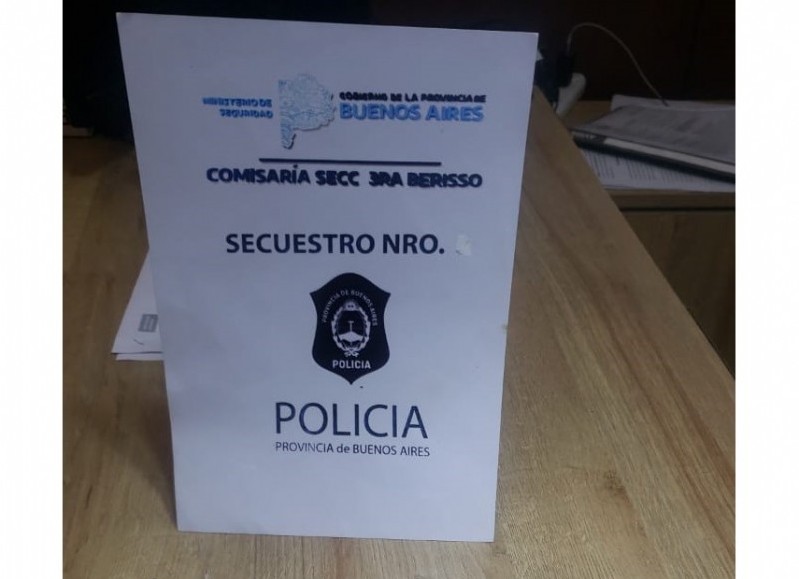 MINISTERIO DE
SEGURIDAD
GOBIERNO DE LA PROVINCIA DE
BUENOS AIRES
COMISARÍA SECC 3RA BERISSO
SECUESTRO NRO.
PROVINCIA DE BUENOS AIRES
POLICIA
POLICIA
PROVINCIA de BUENOS AIRES